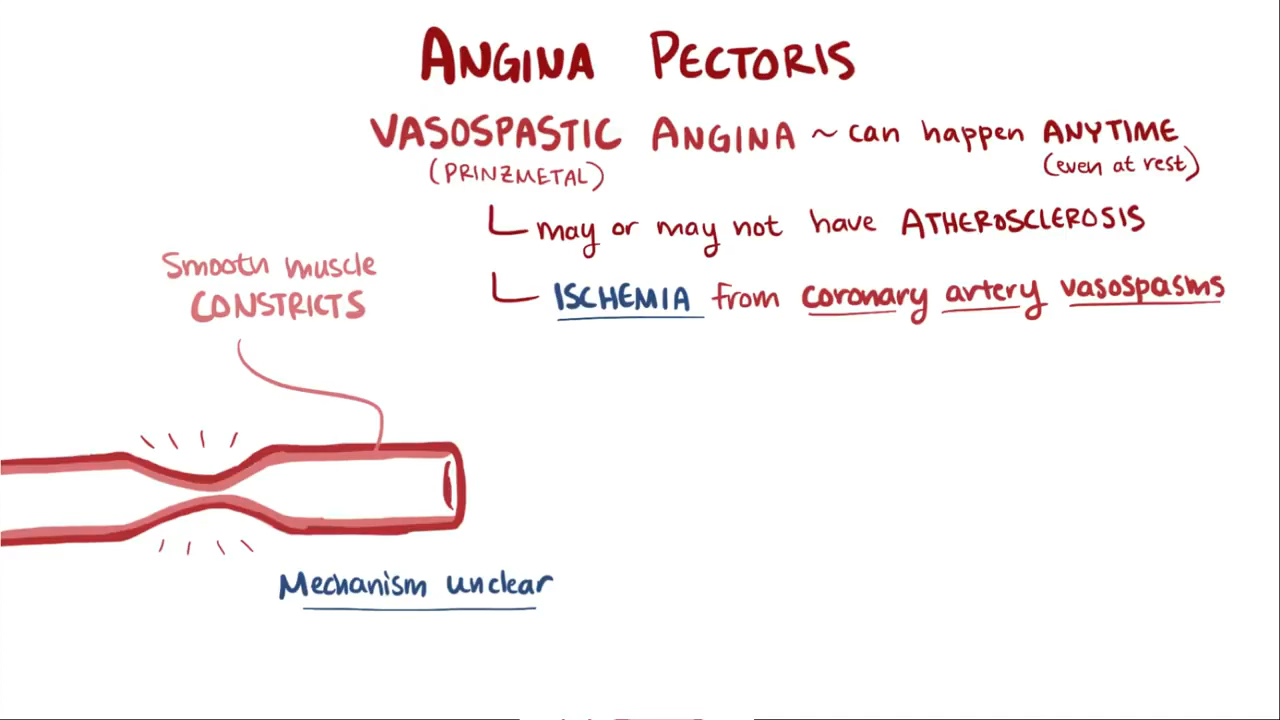 ANGINA PECTORIS
VASOSPASTIC ANGINA ~ can happen ANYTIME
(PRINZMETAL) (even at rest)
may or may not have ATHEROSCLEROSIS
ISCHEMIA from coronary artery vasospasms
Smooth muscle
CONSTRICTS
Mechanism unclear